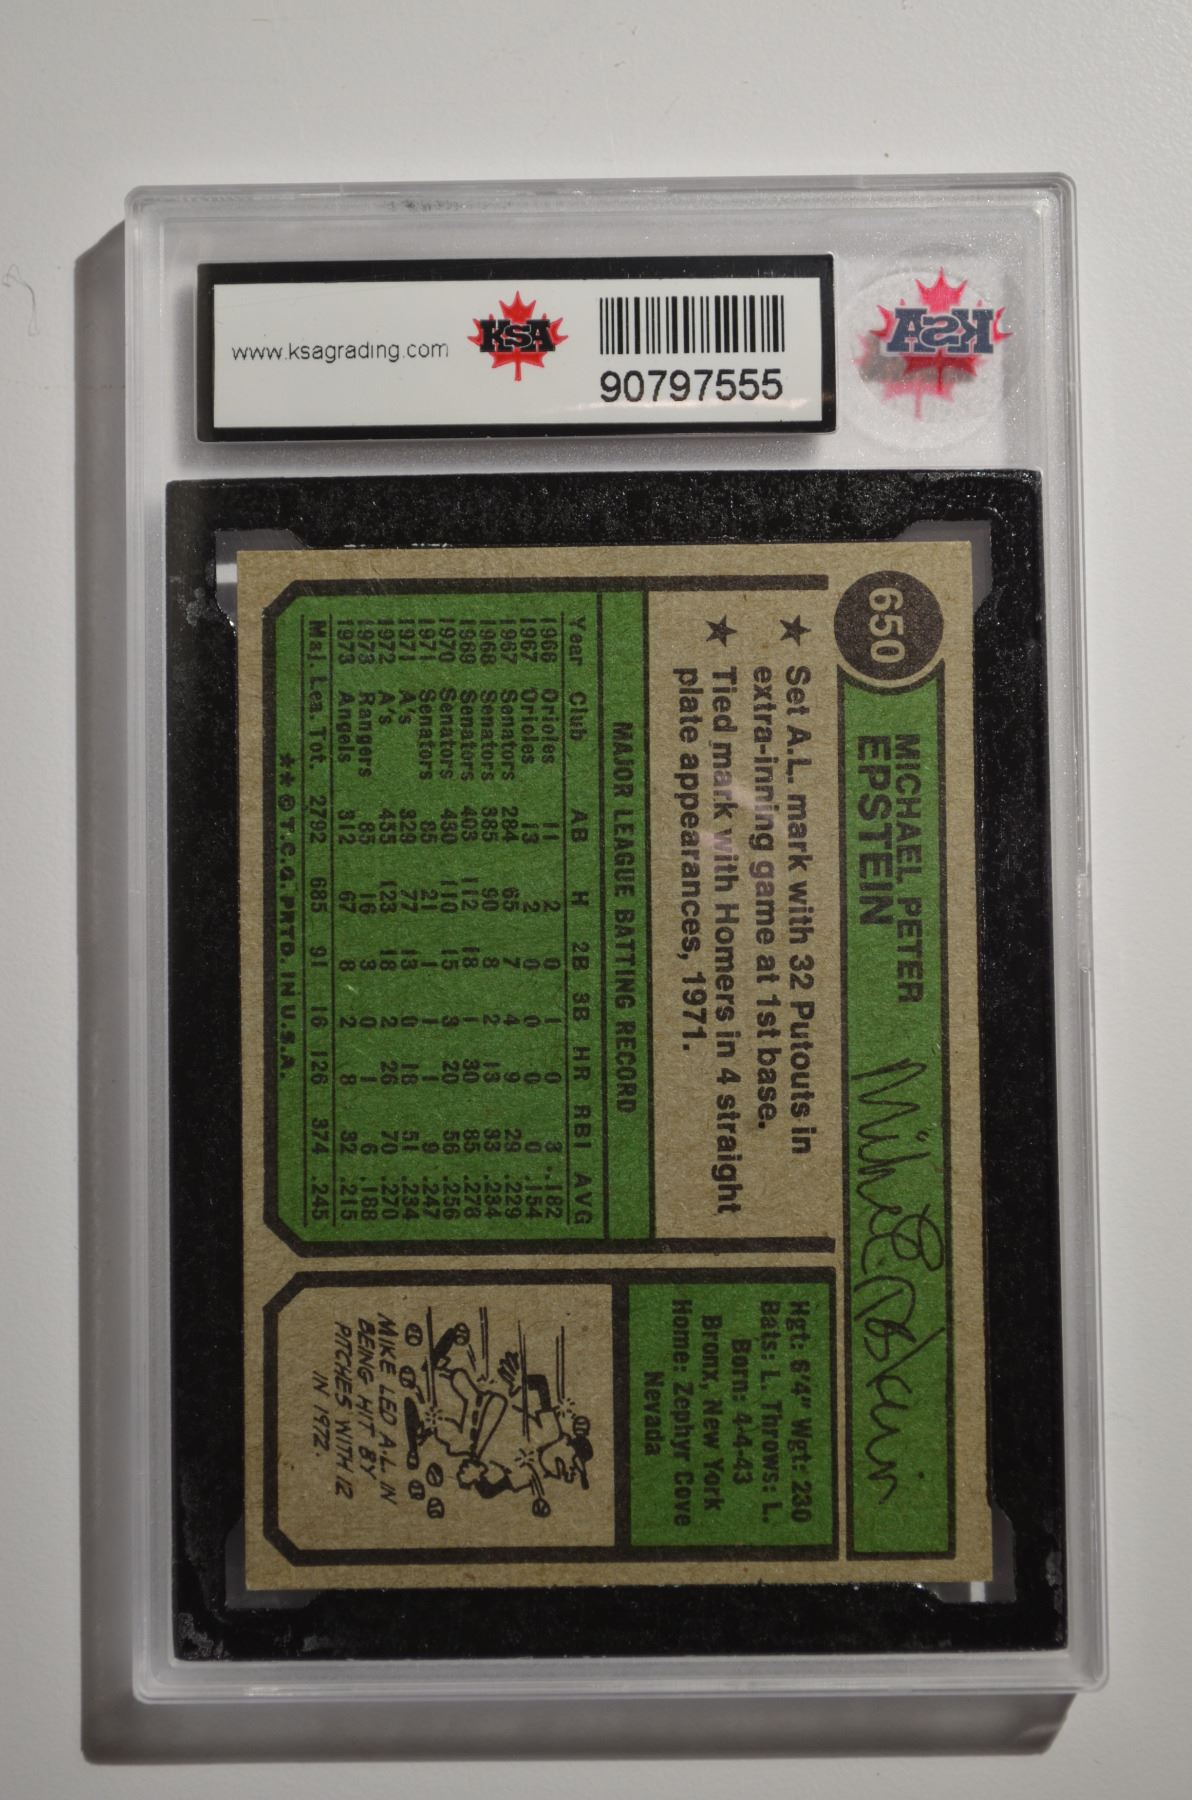 www.ksagrading.com
KSA
90797555
KSA
650
MICHAEL PETER
EPSTEIN
Mike Epstein
★ Set A.L. mark with 32 Putouts in
extra-inning game at 1st base.
★ Tied mark with Homers in 4 straight
plate appearances, 1971.
MAJOR LEAGUE BATTING RECORD
Year Club AB H 2B 3B HR RBI AVG
1966 Orioles 11 2 0 1 0 3 .182
1967 Orioles 13 2 0 0 0 0 .154
1967 Senators 284 65 7 4 9 29 .229
1968 Senators 385 90 8 2 13 33 .234
1969 Senators 403 112 18 1 30 85 .278
1970 Senators 430 110 15 3 20 56 .256
1971 Senators 85 21 1 1 1 9 .247
1971 A's 329 77 13 0 18 51 .234
1972 A's 455 123 18 2 26 70 .270
1973 Rangers 85 16 3 0 1 6 .188
1973 Angels 312 67 8 2 8 32 .215
Maj. Lea. Tot. 2792 685 91 16 126 374 .245
** © T.C.G. PRTD. IN U.S.A.
Hgt: 6'4" Wgt: 230
Bats: L. Throws: L.
Born: 4-4-43
Bronx, New York
Home: Zephyr Cove
Nevada
MIKE LED A.L. IN
BEING HIT BY
PITCHES WITH 12
IN 1972.